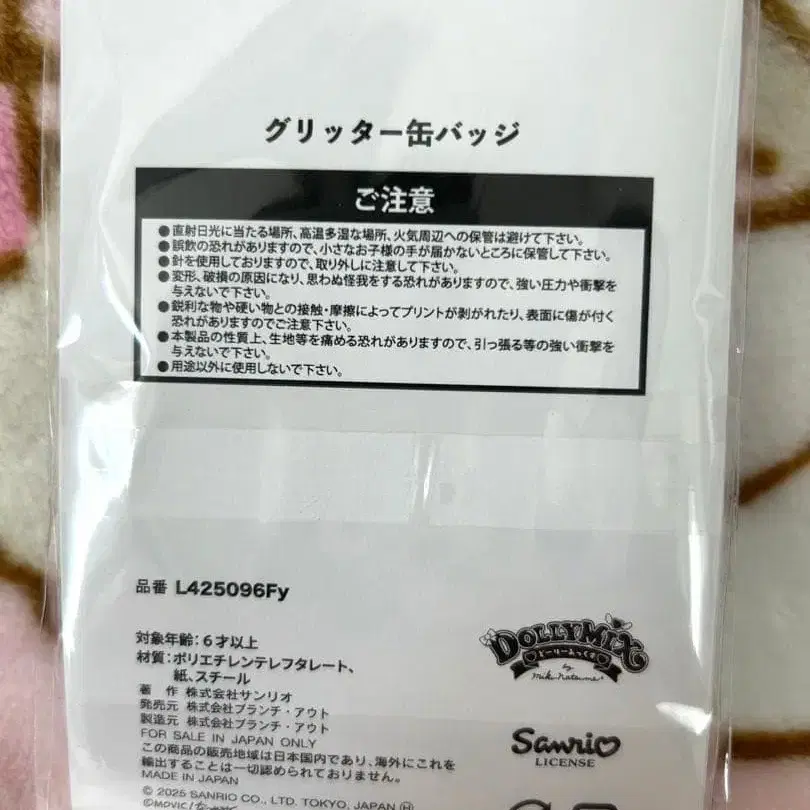 グリッター缶バッジ
ご注意
●直射日光に当たる場所、高温多湿な場所、火気周辺への保管は避けて下さい。
●誤飲の恐れがありますので、小さなお子様の手が届かないところに保管して下さい。
●針を使用しておりますので、取り外しに注意して下さい。
●変形、破損の原因になり、思わぬ怪我をする恐れがありますので、強い圧力や衝撃を
与えないで下さい。
●鋭利な物や硬い物との接触・摩擦によってプリントが剥がれたり、表面に傷が付く
恐れがありますのでご注意下さい。
●本製品の性質上、生地等を痛める恐れがありますので、引っ張る等の強い衝撃を
与えないで下さい。
●用途以外に使用しないで下さい。
品番 L425096Fy
対象年齢：6才以上
材質：ポリエチレンテレフタレート、
紙、スチール
著 作 株式会社サンリオ
発売元 株式会社ブランチ・アウト
製造元 株式会社ブランチ・アウト
FOR SALE IN JAPAN ONLY
この商品の販売地域は日本国内であり、海外にこれを
輸出することは一切認められておりません。
MADE IN JAPAN
© 2025 SANRIO CO., LTD. TOKYO, JAPAN Ⓗ
©MOVIC/
DOLLYMIX
どーりーみっくす
by
miki natsume
Sanrio
LICENSE